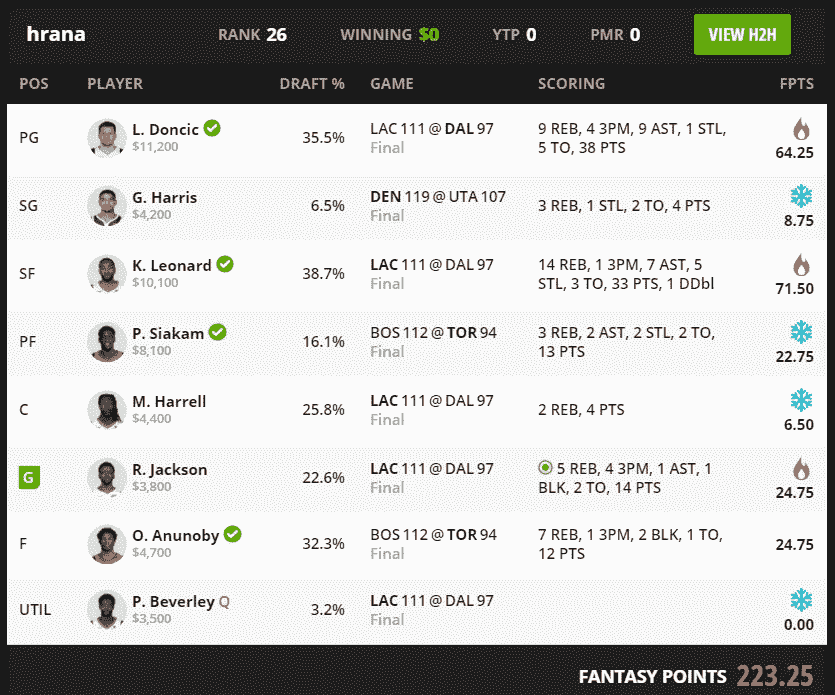 hrana RANK 26 WINNING $0 YTP 0 PMR 0 VIEW H2H
POS PLAYER DRAFT % GAME SCORING FPTS
PG L. Doncic 35.5% LAC 111 @ DAL 97 9 REB, 4 3PM, 9 AST, 1 STL,
$11,200 Final 5 TO, 38 PTS 64.25
SG G. Harris 6.5% DEN 119 @ UTA 107 3 REB, 1 STL, 2 TO, 4 PTS
$4,200 Final 8.75
SF K. Leonard 38.7% LAC 111 @ DAL 97 14 REB, 1 3PM, 7 AST, 5
$10,100 Final STL, 3 TO, 33 PTS, 1 DDbl 71.50
PF P. Siakam 16.1% BOS 112 @ TOR 94 3 REB, 2 AST, 2 STL, 2 TO,
$8,100 Final 13 PTS 22.75
C M. Harrell 25.8% LAC 111 @ DAL 97 2 REB, 4 PTS
$4,400 Final 6.50
G R. Jackson 22.6% LAC 111 @ DAL 97 5 REB, 4 3PM, 1 AST, 1
$3,800 Final BLK, 2 TO, 14 PTS 24.75
F O. Anunoby 32.3% BOS 112 @ TOR 94 7 REB, 1 3PM, 2 BLK, 1 TO,
$4,700 Final 12 PTS 24.75
UTIL P. Beverley Q 3.2% LAC 111 @ DAL 97
$3,500 Final 0.00
FANTASY POINTS 223.25